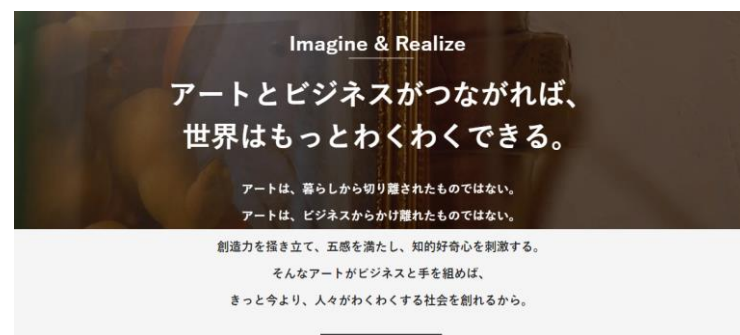 Imagine & Realize
アートとビジネスがつながれば、
世界はもっとわくわくできる。
アートは、暮らしから切り離されたものではない。
アートは、ビジネスからかけ離れたものではない。
創造力を掻き立て、五感を満たし、知的好奇心を刺激する。
そんなアートがビジネスと手を組めば、
きっと今より、人々がわくわくする社会を創れるから。